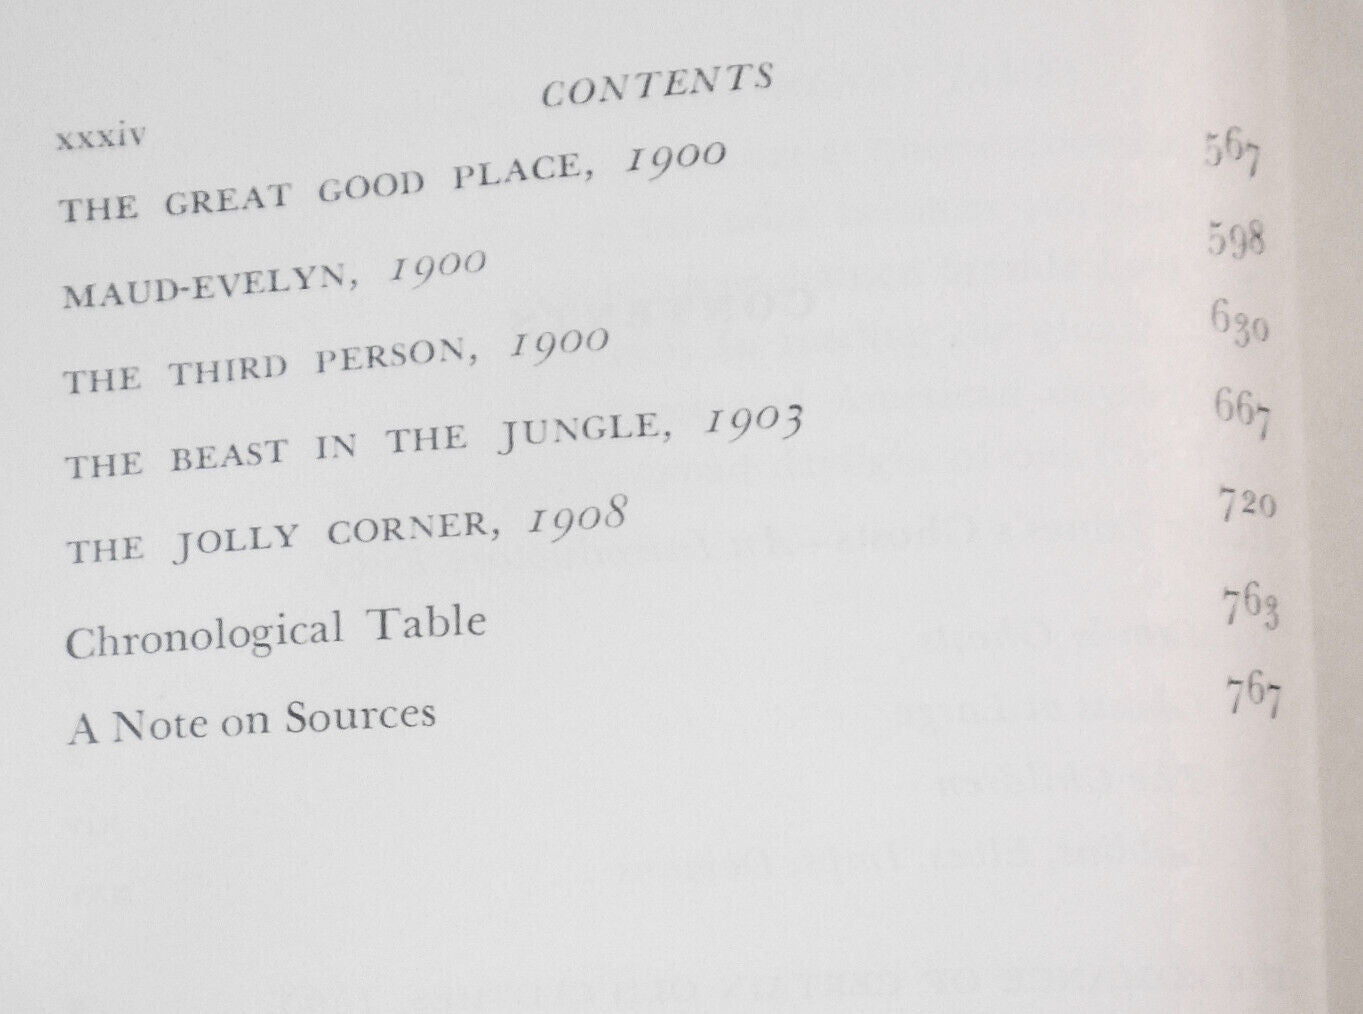 CONTENTS
xxxiv
THE GREAT GOOD PLACE, 1900 567
MAUD-EVELYN, 1900 598
THE THIRD PERSON, 1900 630
THE BEAST IN THE JUNGLE, 1903 667
THE JOLLY CORNER, 1908 720
Chronological Table 763
A Note on Sources 767